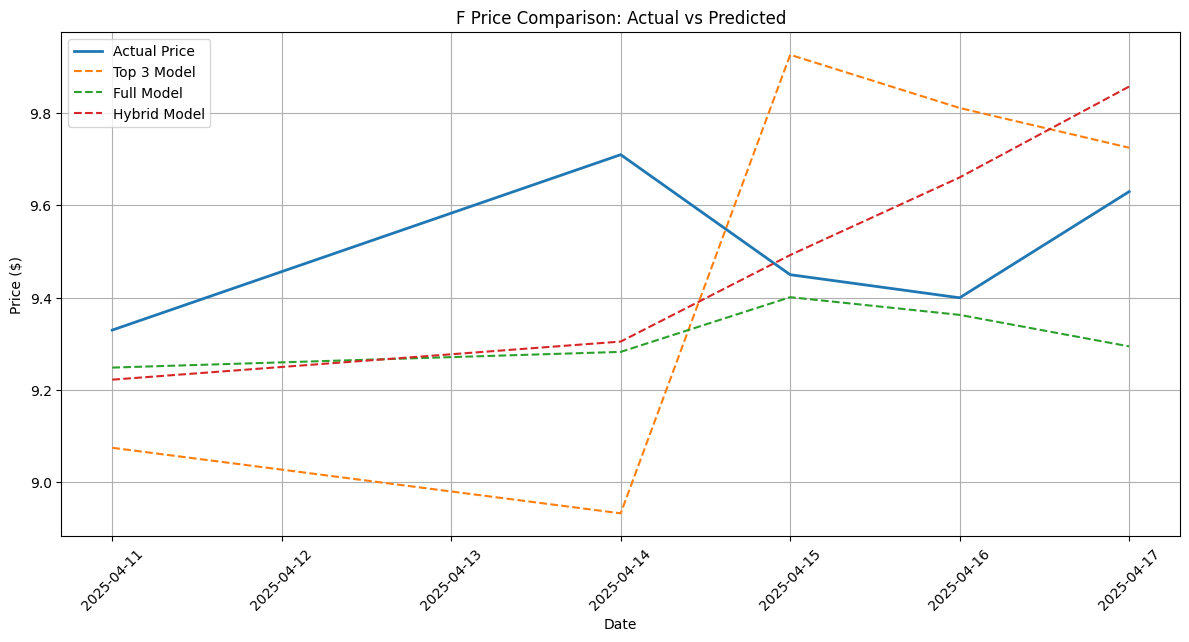 F Price Comparison: Actual vs Predicted
Actual Price
Top 3 Model
Full Model
Hybrid Model
Price ($)
9.8
9.6
9.4
9.2
9.0
2025-04-11
2025-04-12
2025-04-13
2025-04-14
2025-04-15
2025-04-16
2025-04-17
Date